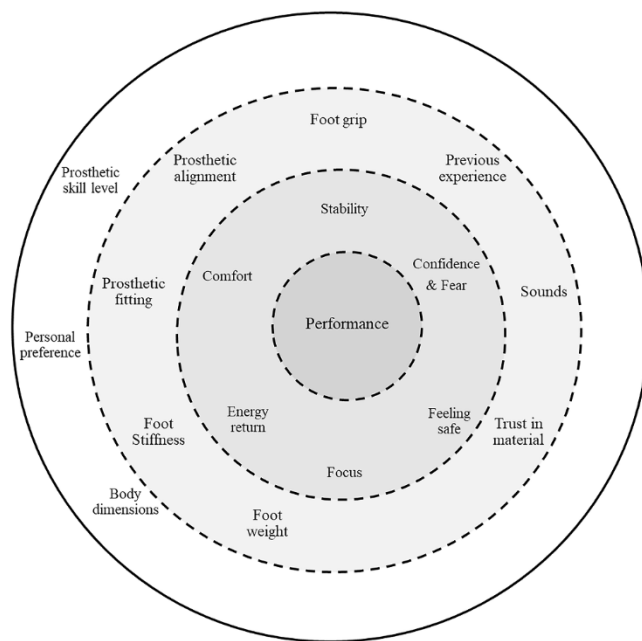 Foot grip
Prosthetic
alignment
Previous
experience
Prosthetic
skill level
Stability
Comfort
Confidence
& Fear
Prosthetic
fitting
Sounds
Performance
Personal
preference
Energy
return
Feeling
safe
Foot
Stiffness
Trust in
material
Focus
Body
dimensions
Foot
weight